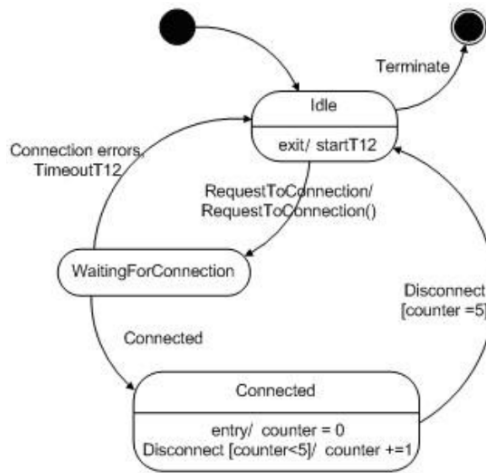 Terminate
Idle
exit/ startT12
Connection errors,
TimeoutT12
RequestToConnection/
RequestToConnection()
WaitingForConnection
Disconnect
[counter =5]
Connected
Connected
entry/ counter = 0
Disconnect [counter<5]/ counter +=1